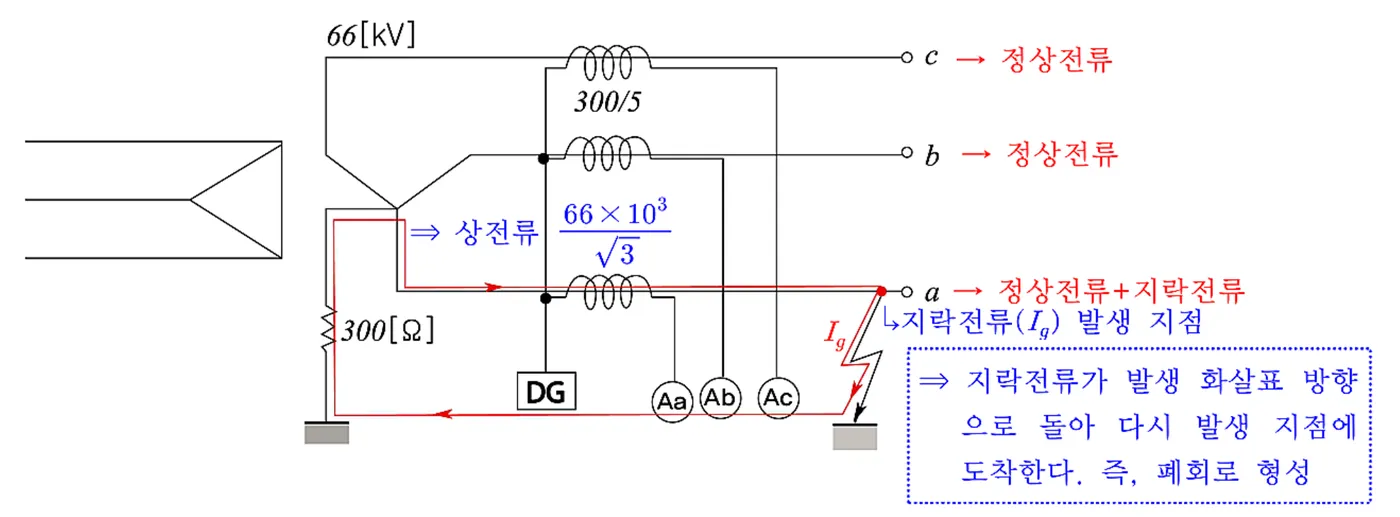 66[kV]
c → 정상전류
300/5
b → 정상전류
⇒ 상전류 66×10³/√3
a → 정상전류+지락전류
↳지락전류(I_g) 발생 지점
300[Ω]
I_g
DG
Aa
Ab
Ac
⇒ 지락전류가 발생 화살표 방향
으로 돌아 다시 발생 지점에
도착한다. 즉, 폐회로 형성